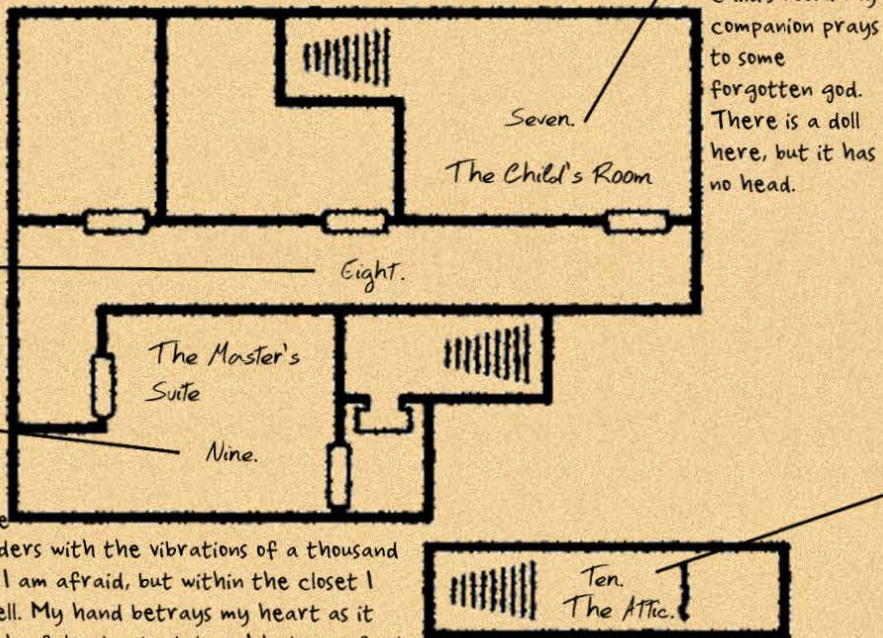 companion prays
to some
forgotten god.
There is a doll
here, but it has
no head.
Seven.
The Child's Room
Eight.
The Master's
Suite
Nine.
ders with the vibrations of a thousand
I am afraid, but within the closet I
ell. My hand betrays my heart as it
Ten.
The Attic.